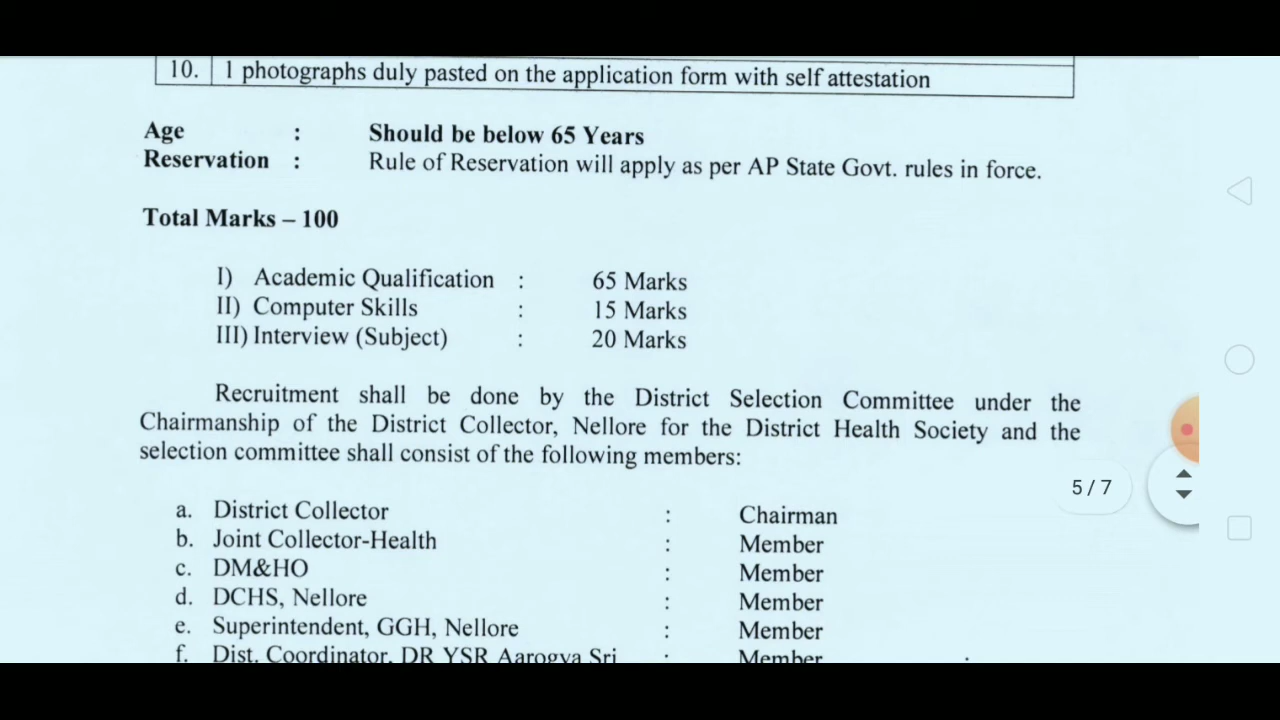 10. 1 photographs duly pasted on the application form with self attestation
Age : Should be below 65 Years
Reservation : Rule of Reservation will apply as per AP State Govt. rules in force.
Total Marks – 100
I) Academic Qualification : 65 Marks
II) Computer Skills : 15 Marks
III) Interview (Subject) : 20 Marks
Recruitment shall be done by the District Selection Committee under the
Chairmanship of the District Collector, Nellore for the District Health Society and the
selection committee shall consist of the following members:
5 / 7
a. District Collector : Chairman
b. Joint Collector-Health : Member
c. DM&HO : Member
d. DCHS, Nellore : Member
e. Superintendent, GGH, Nellore : Member
f. Dist. Coordinator, DR YSR Aarogya Sri : Member